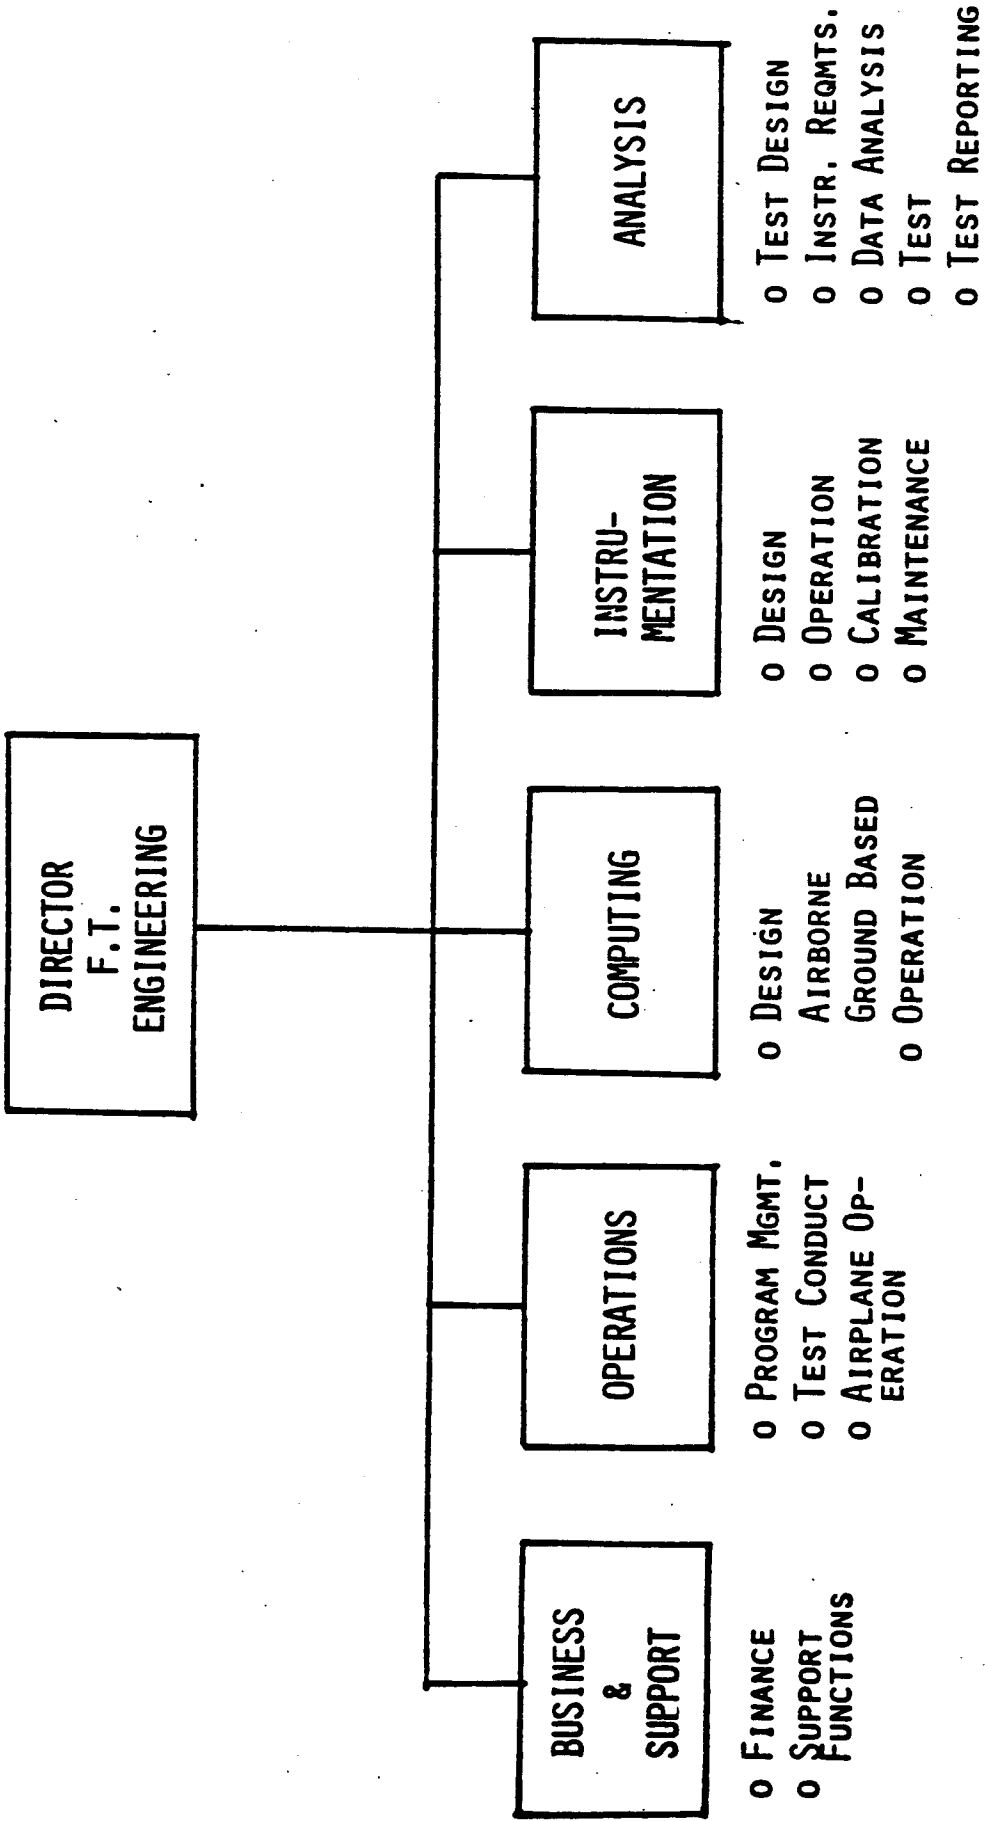 DIRECTOR
F.T.
ENGINEERING
BUSINESS
&
SUPPORT
o FINANCE
o SUPPORT
FUNCTIONS
OPERATIONS
o PROGRAM MGMT.
o TEST CONDUCT
o AIRPLANE OP-
ERATION
COMPUTING
o DESIGN
AIRBORNE
GROUND BASED
o OPERATION
INSTRU-
MENTATION
o DESIGN
o OPERATION
o CALIBRATION
o MAINTENANCE
ANALYSIS
o TEST DESIGN
o INSTR. REQMTS.
o DATA ANALYSIS
o TEST
o TEST REPORTING